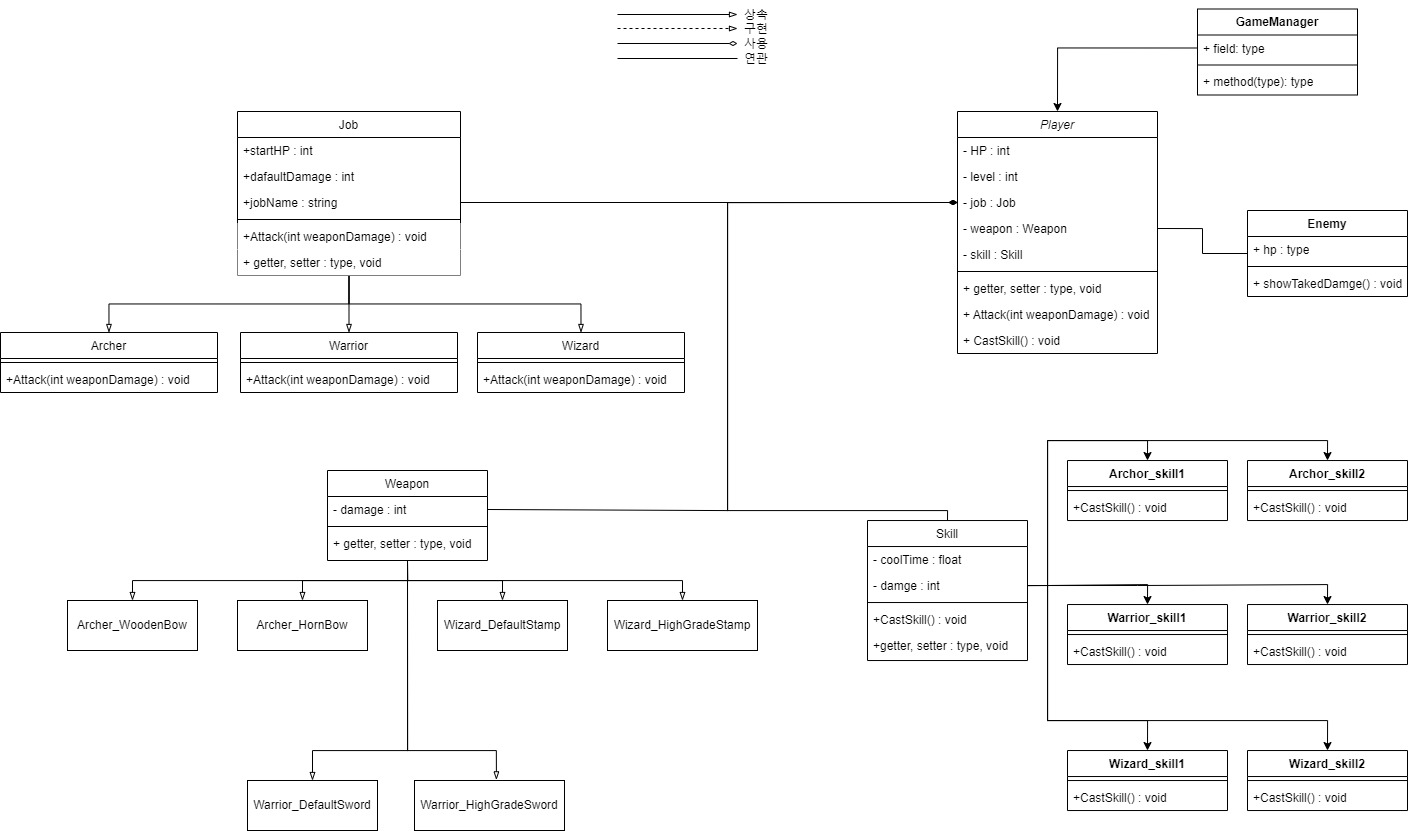 상속
구현
사용
연관
GameManager
+ field: type
+ method(type): type
Job
+startHP : int
+dafaultDamage : int
+jobName : string
+Attack(int weaponDamage) : void
+ getter, setter : type, void
Player
- HP : int
- level : int
- job : Job
- weapon : Weapon
- skill : Skill
+ getter, setter : type, void
+ Attack(int weaponDamage) : void
+ CastSkill() : void
Enemy
+ hp : type
+ showTakedDamge() : void
Archer
+Attack(int weaponDamage) : void
Warrior
+Attack(int weaponDamage) : void
Wizard
+Attack(int weaponDamage) : void
Weapon
- damage : int
+ getter, setter : type, void
Archer_WoodenBow
Archer_HornBow
Wizard_DefaultStamp
Wizard_HighGradeStamp
Warrior_DefaultSword
Warrior_HighGradeSword
Skill
- coolTime : float
- damge : int
+CastSkill() : void
+getter, setter : type, void
Archor_skill1
+CastSkill() : void
Archor_skill2
+CastSkill() : void
Warrior_skill1
+CastSkill() : void
Warrior_skill2
+CastSkill() : void
Wizard_skill1
+CastSkill() : void
Wizard_skill2
+CastSkill() : void